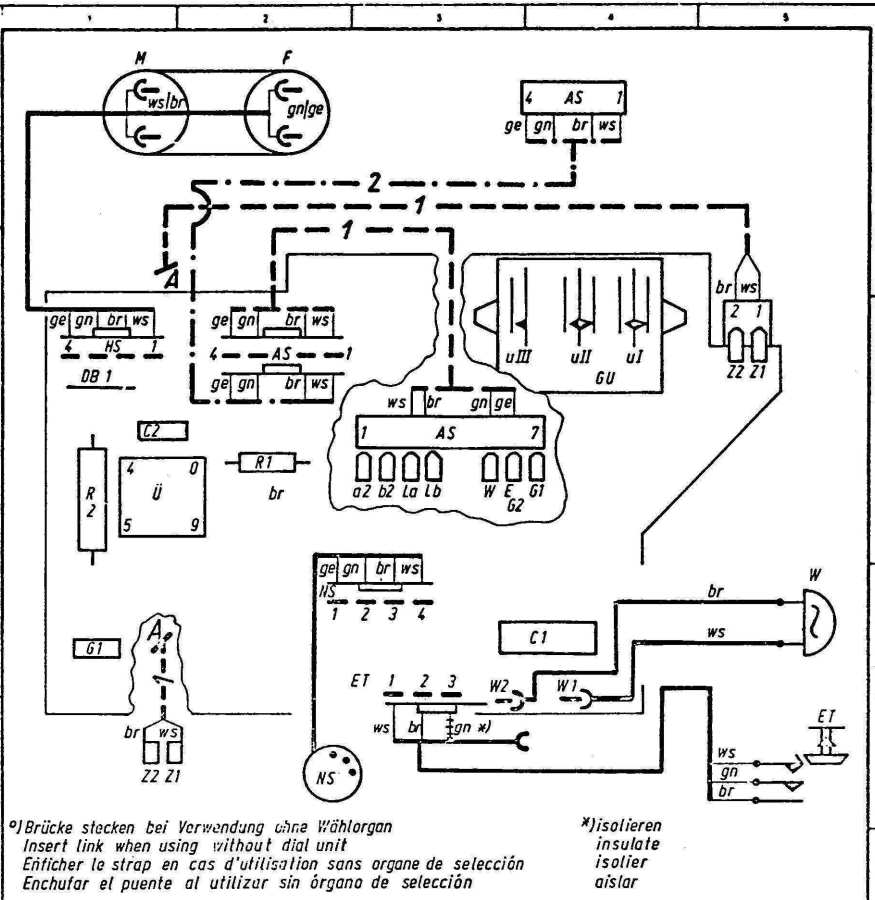 1 2 3 4 5
M F
ws/br gn/ge
4 AS 1
ge gn br ws
2
1
1
A
br ws
2 1
Z2 Z1
ge gn br ws
4 HS 1
DB 1
ge gn br ws
4 AS 1
ge gn br ws
uIII uII uI
GU
ws br gn ge
1 AS 7
a2 b2 La Lb W E G1
G2
C2
R1
br
R
2
4 0
Ü
5 9
ge gn br ws
NS
1 2 3 4
br
W
ws
C1
G1
A
1
br ws
Z2 Z1
ET 1 2 3
W2 W1
ws br gn *)
NS
ET
ws
gn
br
°) Brücke stecken bei Verwendung ohne Wählorgan
Insert link when using without dial unit
Enficher le strap en cas d'utilisation sans organe de selección
Enchufar el puente al utilizar sin órgano de selección
*) isolieren
insulate
isolier
aislar